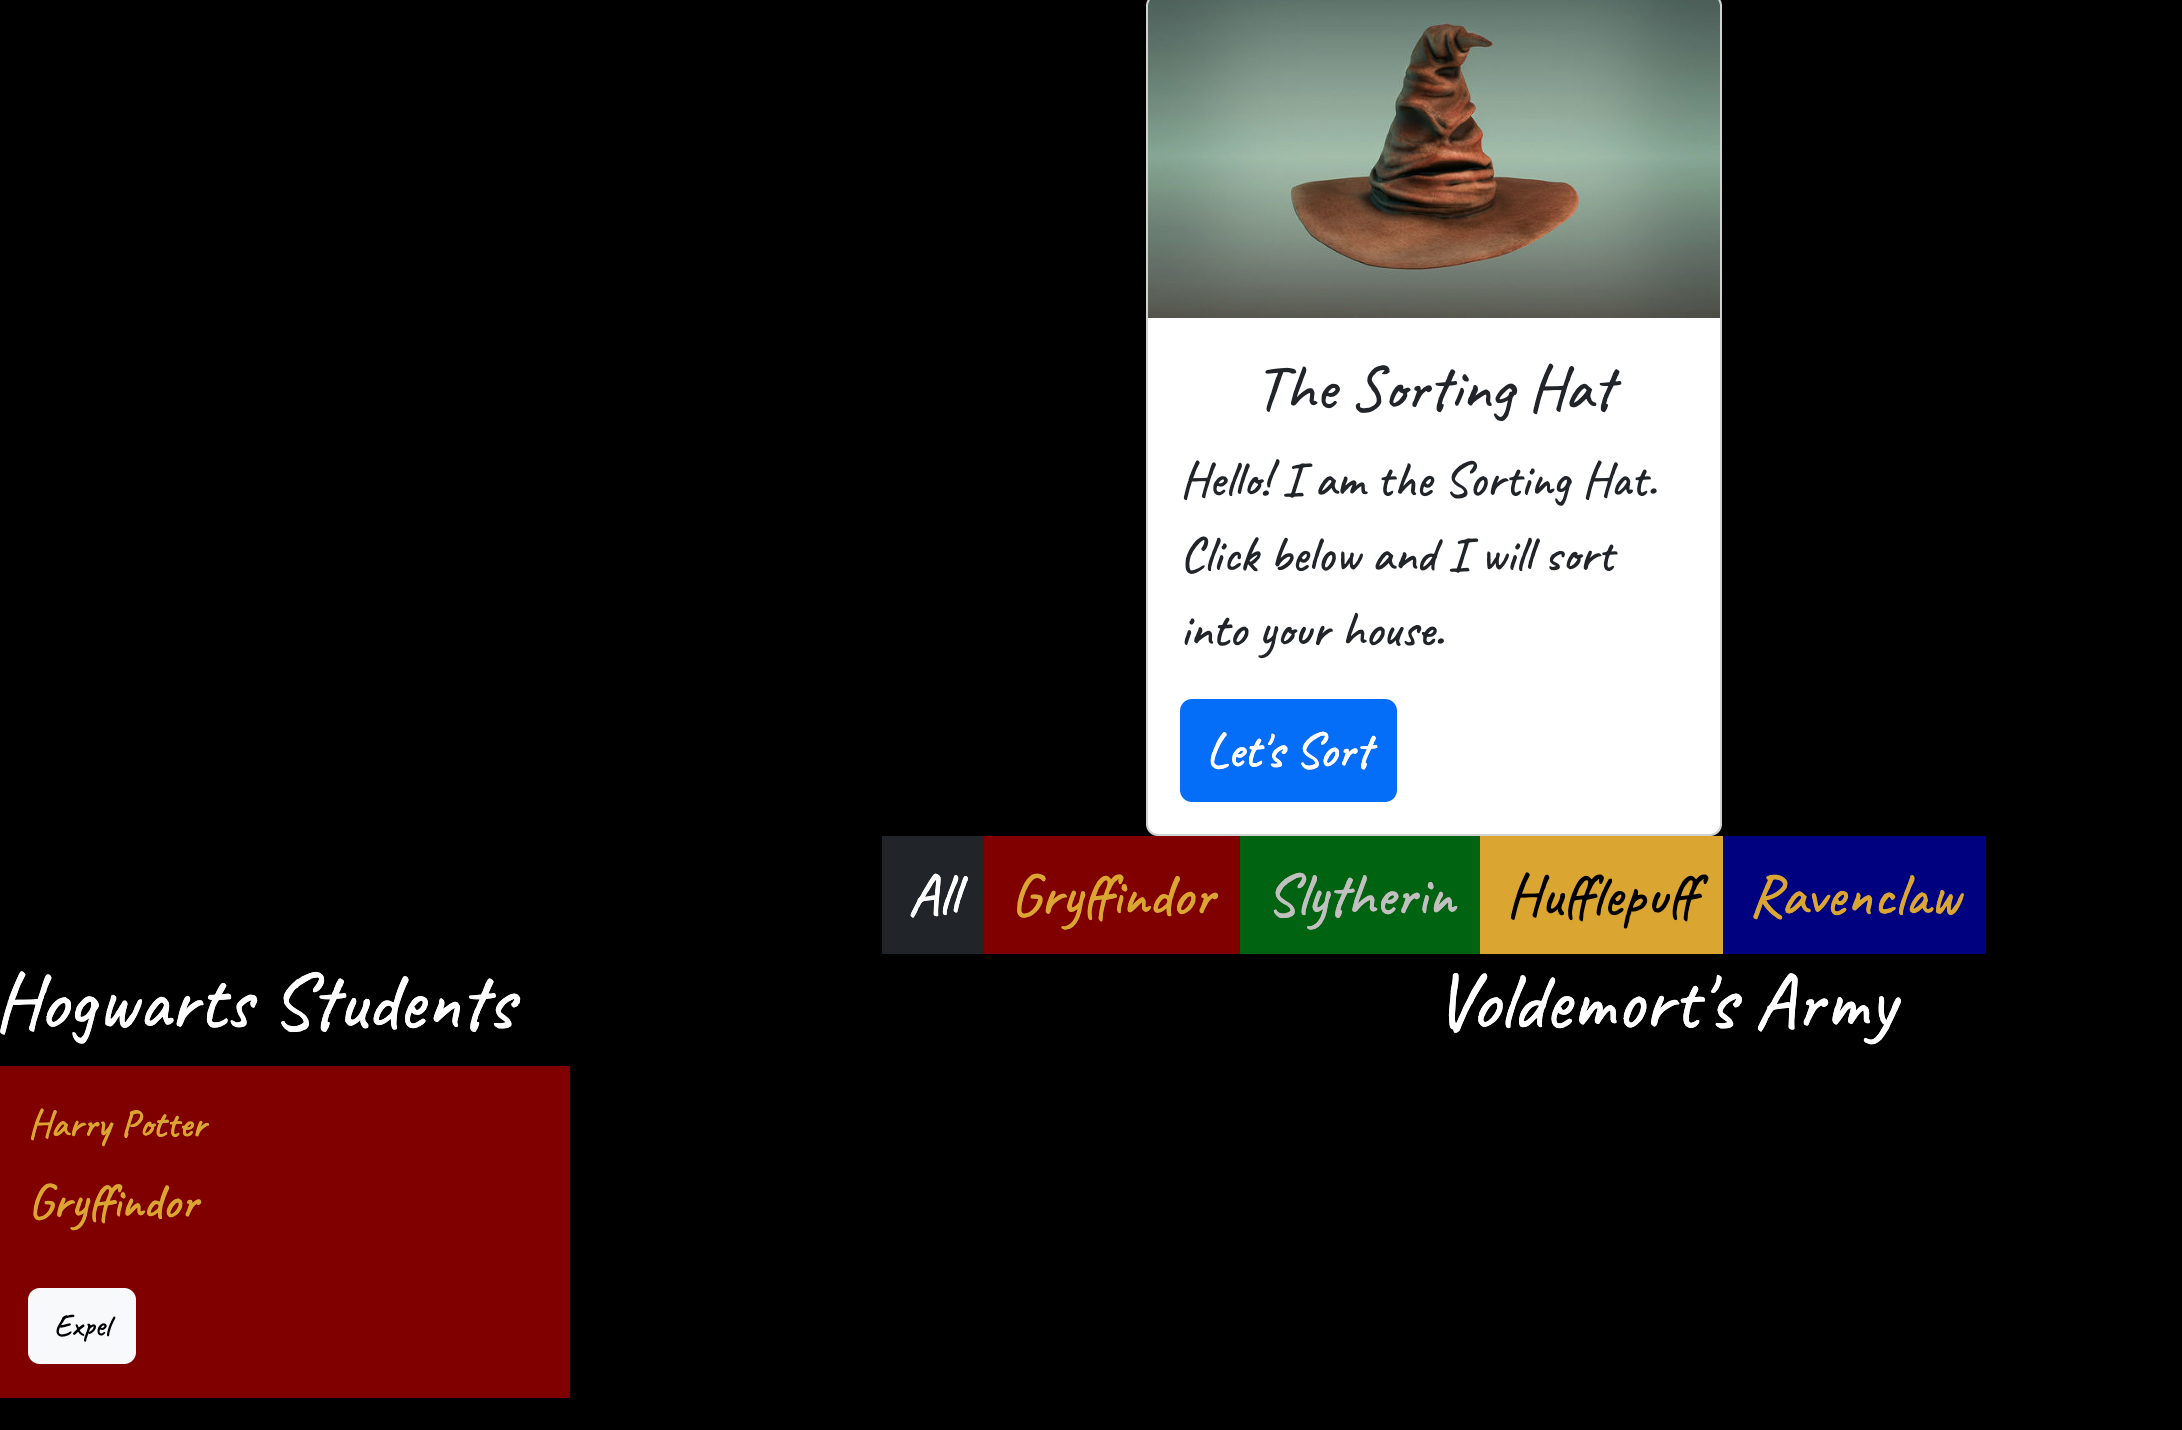 The Sorting Hat
Hello! I am the Sorting Hat.
Click below and I will sort
into your house.
Let's Sort
All
Gryffindor
Slytherin
Hufflepuff
Ravenclaw
Hogwarts Students
Voldemort's Army
Harry Potter
Gryffindor
Expel